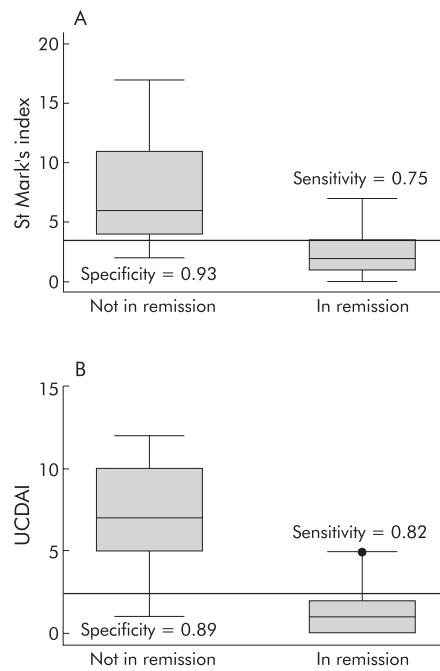 A
St Mark's index
20
15
10
5
0
Sensitivity = 0.75
Specificity = 0.93
Not in remission
In remission
B
UCDAI
15
10
5
0
Sensitivity = 0.82
Specificity = 0.89
Not in remission
In remission